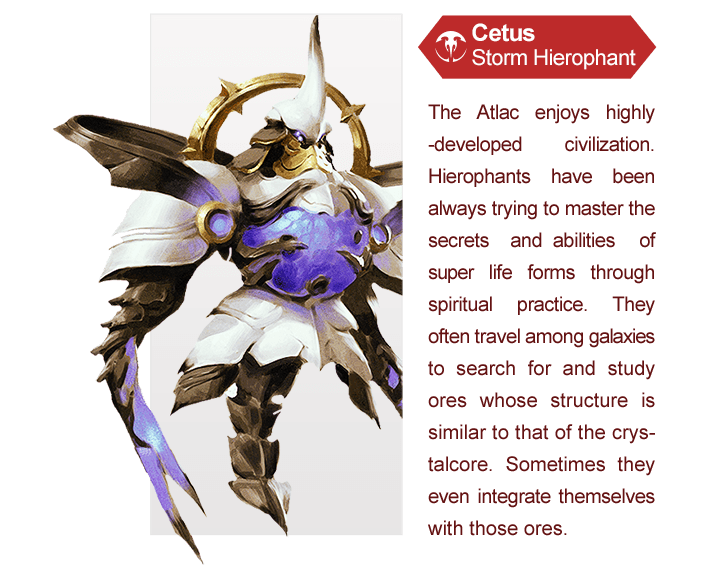 Cetus
Storm Hierophant
The Atlac enjoys highly
-developed civilization.
Hierophants have been
always trying to master the
secrets and abilities of
super life forms through
spiritual practice. They
often travel among galaxies
to search for and study
ores whose structure is
similar to that of the crys-
talcore. Sometimes they
even integrate themselves
with those ores.